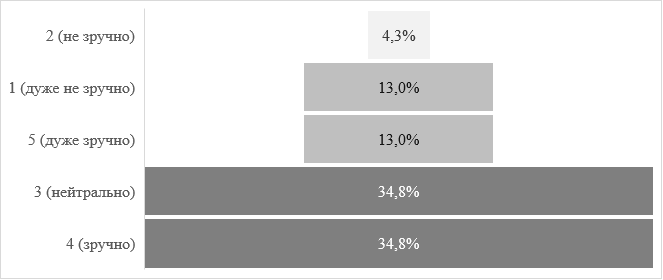 2 (не зручно) 4,3%
1 (дуже не зручно) 13,0%
5 (дуже зручно) 13,0%
3 (нейтрально) 34,8%
4 (зручно) 34,8%